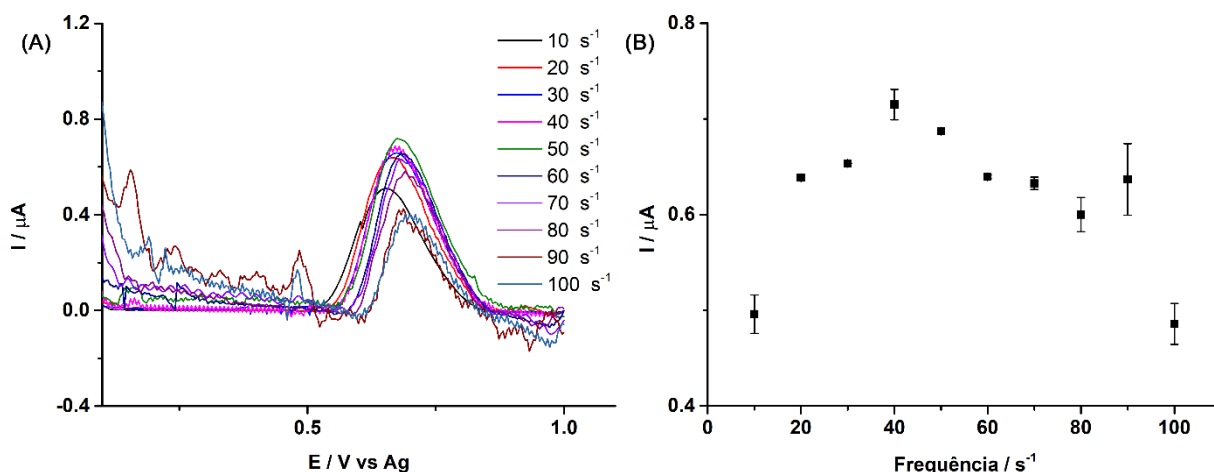 (A)
1.2
0.8
0.4
0.0
-0.4
I / μA
0.5
1.0
E / V vs Ag
10 s⁻¹
20 s⁻¹
30 s⁻¹
40 s⁻¹
50 s⁻¹
60 s⁻¹
70 s⁻¹
80 s⁻¹
90 s⁻¹
100 s⁻¹
(B)
0.8
0.6
0.4
I / μA
0
20
40
60
80
100
Frequência / s⁻¹